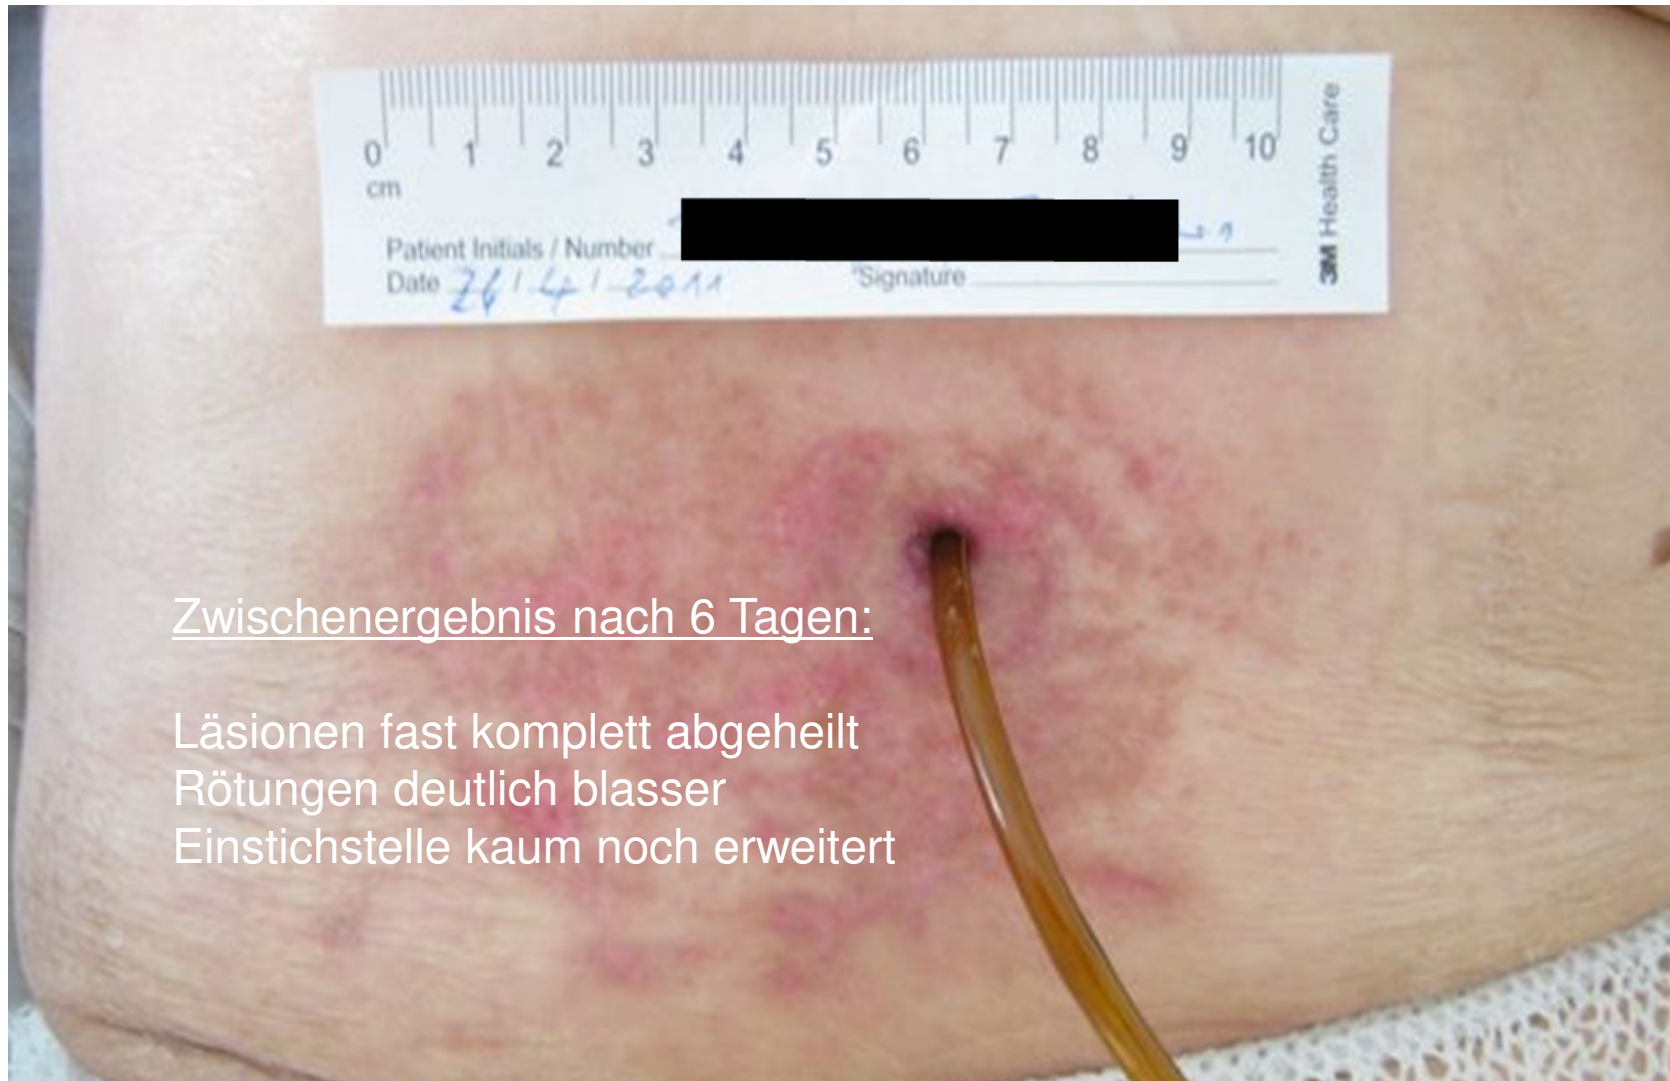 0 1 2 3 4 5 6 7 8 9 10
cm
3M Health Care
Patient Initials / Number
Date 26 / 4 / 2011 Signature
Zwischenergebnis nach 6 Tagen:
Läsionen fast komplett abgeheilt
Rötungen deutlich blasser
Einstichstelle kaum noch erweitert